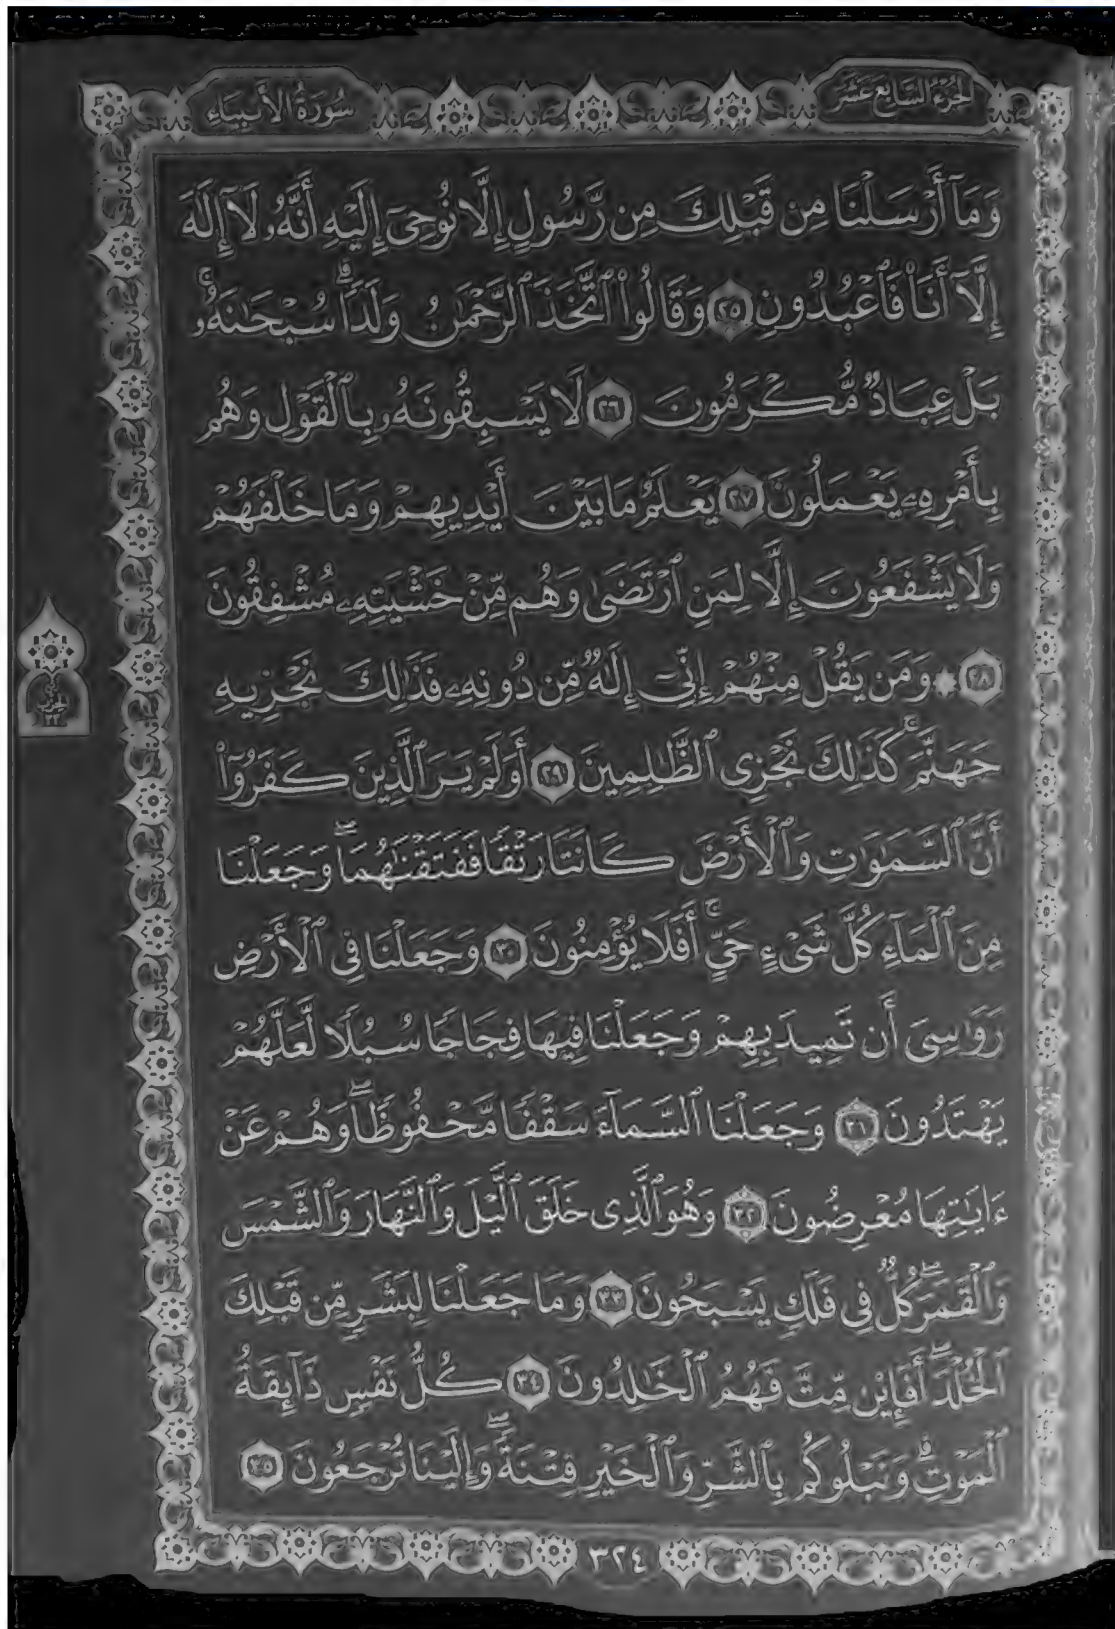 الجزء السابع عشر
سورة الأنبياء
وَمَآ أَرْسَلْنَا مِن قَبْلِكَ مِن رَّسُولٍ إِلَّا نُوحِىٓ إِلَيْهِ أَنَّهُۥ لَآ إِلَٰهَ
إِلَّآ أَنَا۠ فَٱعْبُدُونِ ٢٥ وَقَالُوا۟ ٱتَّخَذَ ٱلرَّحْمَٰنُ وَلَدًا ۗ سُبْحَٰنَهُۥ ۚ
بَلْ عِبَادٌ مُّكْرَمُونَ ٢٦ لَا يَسْبِقُونَهُۥ بِٱلْقَوْلِ وَهُم
بِأَمْرِهِۦ يَعْمَلُونَ ٢٧ يَعْلَمُ مَا بَيْنَ أَيْدِيهِمْ وَمَا خَلْفَهُمْ
وَلَا يَشْفَعُونَ إِلَّا لِمَنِ ٱرْتَضَىٰ وَهُم مِّنْ خَشْيَتِهِۦ مُشْفِقُونَ
٢٨ ۞ وَمَن يَقُلْ مِنْهُمْ إِنِّىٓ إِلَٰهٌ مِّن دُونِهِۦ فَذَٰلِكَ نَجْزِيهِ
جَهَنَّمَ ۚ كَذَٰلِكَ نَجْزِى ٱلظَّٰلِمِينَ ٢٩ أَوَلَمْ يَرَ ٱلَّذِينَ كَفَرُوٓا۟
أَنَّ ٱلسَّمَٰوَٰتِ وَٱلْأَرْضَ كَانَتَا رَتْقًا فَفَتَقْنَٰهُمَا ۖ وَجَعَلْنَا
مِنَ ٱلْمَآءِ كُلَّ شَىْءٍ حَىٍّ ۚ أَفَلَا يُؤْمِنُونَ ٣٠ وَجَعَلْنَا فِى ٱلْأَرْضِ
رَوَٰسِىَ أَن تَمِيدَ بِهِمْ وَجَعَلْنَا فِيهَا فِجَاجًا سُبُلًا لَّعَلَّهُمْ
يَهْتَدُونَ ٣١ وَجَعَلْنَا ٱلسَّمَآءَ سَقْفًا مَّحْفُوظًا ۖ وَهُمْ عَنْ
ءَايَٰتِهَا مُعْرِضُونَ ٣٢ وَهُوَ ٱلَّذِى خَلَقَ ٱلَّيْلَ وَٱلنَّهَارَ وَٱلشَّمْسَ
وَٱلْقَمَرَ ۖ كُلٌّ فِى فَلَكٍ يَسْبَحُونَ ٣٣ وَمَا جَعَلْنَا لِبَشَرٍ مِّن قَبْلِكَ
ٱلْخُلْدَ ۖ أَفَإِي۟ن مِّتَّ فَهُمُ ٱلْخَٰلِدُونَ ٣٤ كُلُّ نَفْسٍ ذَآئِقَةُ
ٱلْمَوْتِ ۗ وَنَبْلُوكُم بِٱلشَّرِّ وَٱلْخَيْرِ فِتْنَةً ۖ وَإِلَيْنَا تُرْجَعُونَ ٣٥
٣٢٤